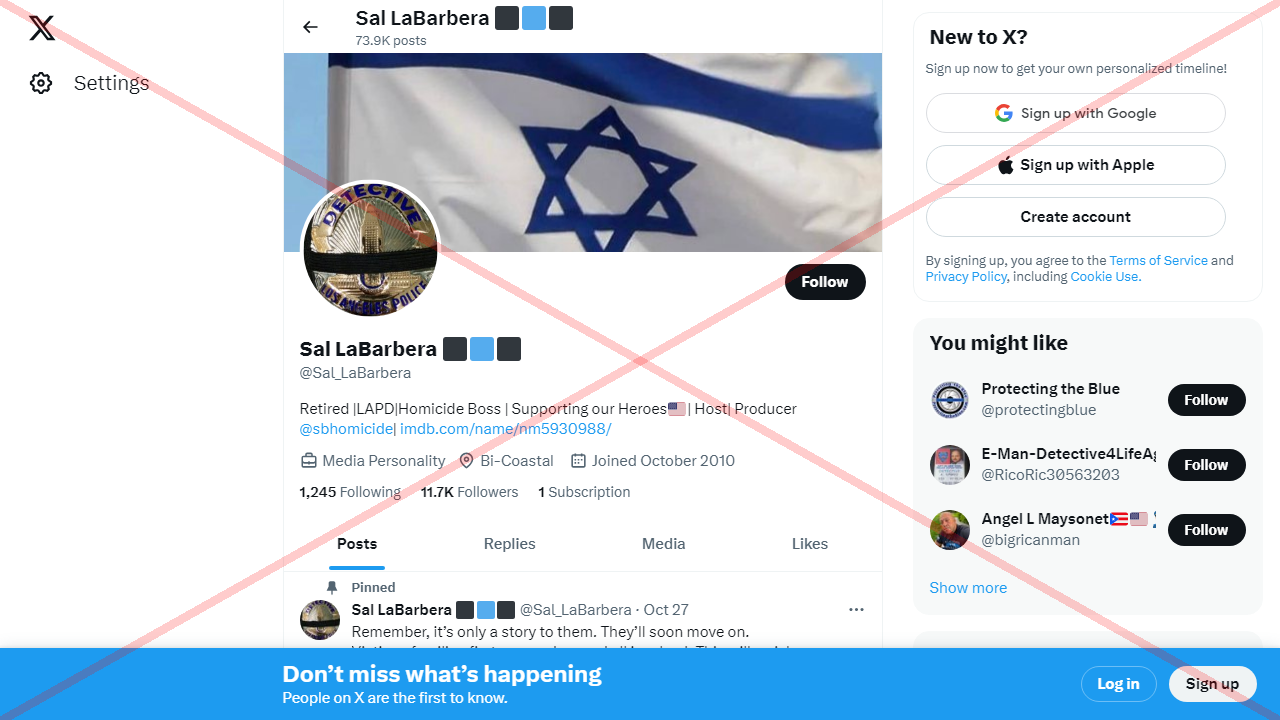 Settings
Sal LaBarbera
73.9K posts
DETECTIVE
LOS ANGELES POLICE
Follow
Sal LaBarbera
@Sal_LaBarbera
Retired |LAPD|Homicide Boss | Supporting our Heroes🇺🇸| Host| Producer
@sbhomicide| imdb.com/name/nm5930988/
Media Personality Bi-Coastal Joined October 2010
1,245 Following 11.7K Followers 1 Subscription
Posts Replies Media Likes
Pinned
Sal LaBarbera @Sal_LaBarbera · Oct 27
Remember, it’s only a story to them. They’ll soon move on.
New to X?
Sign up now to get your own personalized timeline!
Sign up with Google
Sign up with Apple
Create account
By signing up, you agree to the Terms of Service and
Privacy Policy, including Cookie Use.
You might like
Protecting the Blue
@protectingblue
Follow
E-Man-Detective4LifeAg
@RicoRic30563203
Follow
Angel L Maysonet🇵🇷🇺🇸
@bigricanman
Follow
Show more
Don’t miss what’s happening
People on X are the first to know.
Log in
Sign up